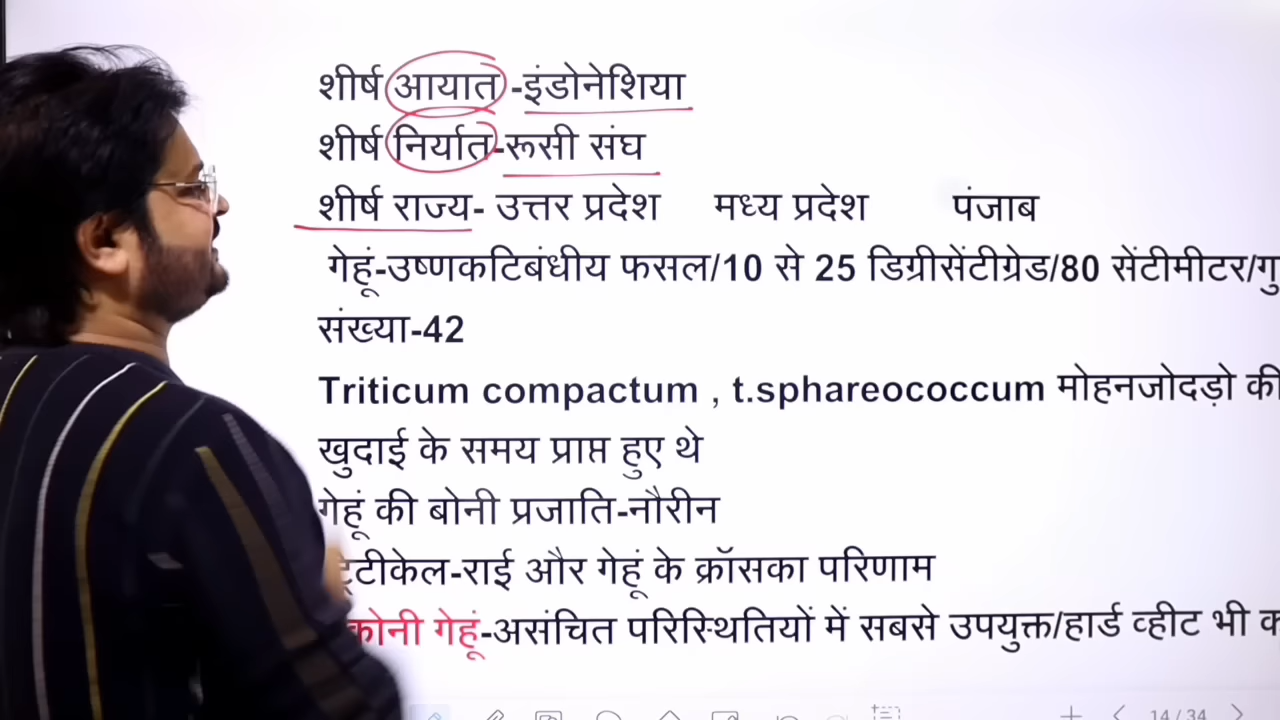 शीर्ष आयात -इंडोनेशिया
शीर्ष निर्यात-रूसी संघ
शीर्ष राज्य- उत्तर प्रदेश मध्य प्रदेश पंजाब
गेहूं-उष्णकटिबंधीय फसल/10 से 25 डिग्रीसेंटीग्रेड/80 सेंटीमीटर/
संख्या-42
Triticum compactum , t.sphareococcum मोहनजोदड़ो की
खुदाई के समय प्राप्त हुए थे
गेहूं की बोनी प्रजाति-नौरीन
राई और गेहूं के क्रॉसका परिणाम
गेहूं-असंचित परिस्थितियों में सबसे उपयुक्त/हार्ड व्हीट भी
14 / 34